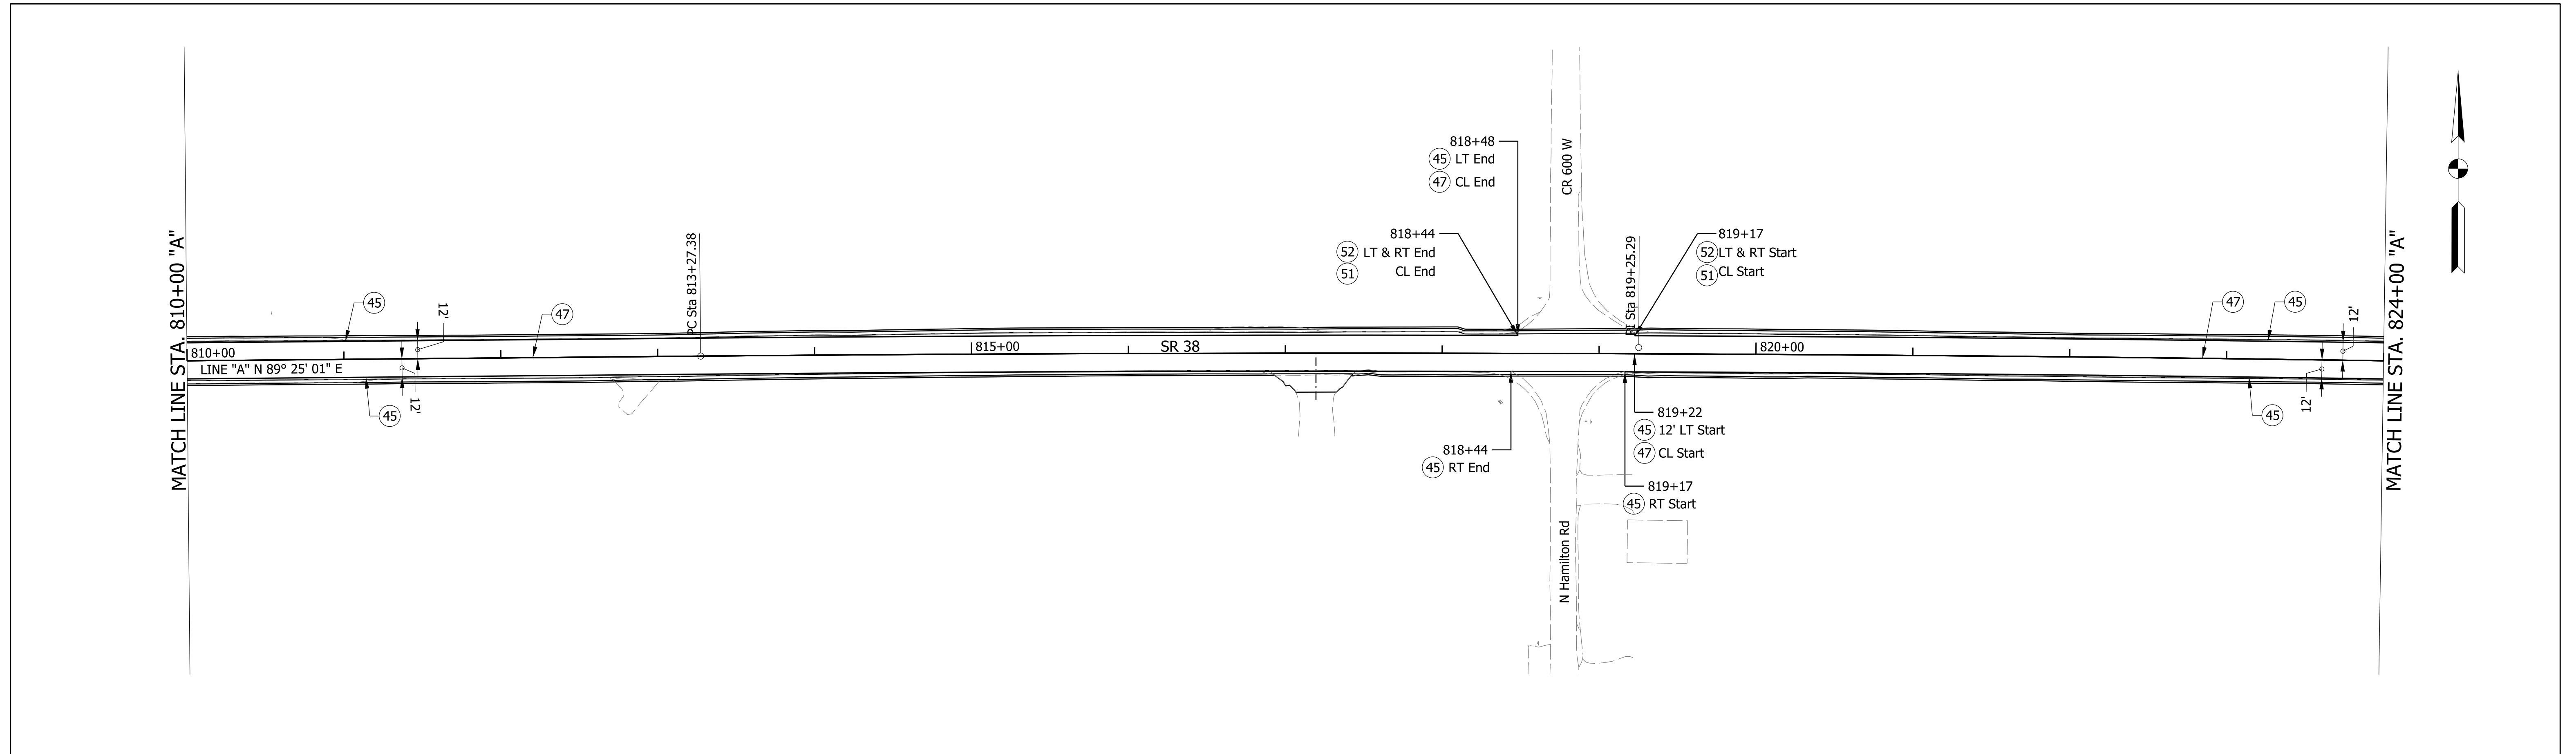 MATCH LINE STA. 810+00 "A"
810+00
LINE "A" N 89° 25' 01" E
45
12'
45
12'
47
PC Sta 813+27.38
815+00
SR 38
818+48
45 LT End
47 CL End
818+44
52 LT & RT End
51 CL End
CR 600 W
PI Sta 819+25.29
819+17
52 LT & RT Start
51 CL Start
820+00
818+44
45 RT End
N Hamilton Rd
819+22
45 12' LT Start
47 CL Start
819+17
45 RT Start
47
45
12'
12'
45
MATCH LINE STA. 824+00 "A"